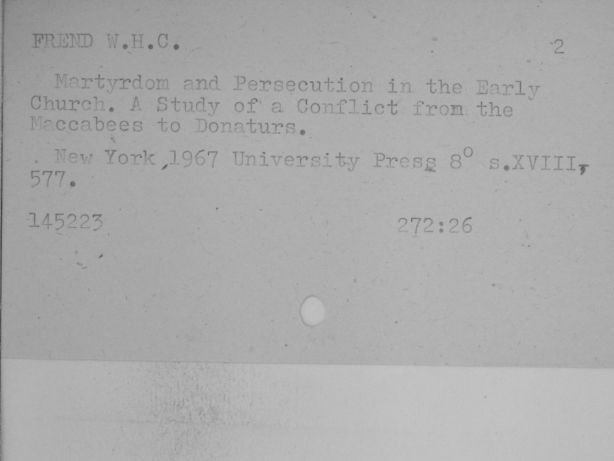 FREND W.H.C.
2
Martyrdom and Persecution in the Early
Church. A Study of a Conflict from the
Maccabees to Donaturs.
New York,1967 University Press 8° s.XVIII,
577.
145223
272:26